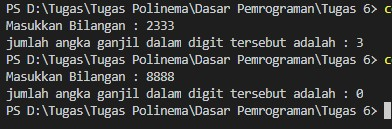 PS D:\Tugas\Tugas Polinema\Dasar Pemrograman\Tugas 6> c
Masukkan Bilangan : 2333
jumlah angka ganjil dalam digit tersebut adalah : 3
PS D:\Tugas\Tugas Polinema\Dasar Pemrograman\Tugas 6> c
Masukkan Bilangan : 8888
jumlah angka ganjil dalam digit tersebut adalah : 0
PS D:\Tugas\Tugas Polinema\Dasar Pemrograman\Tugas 6>